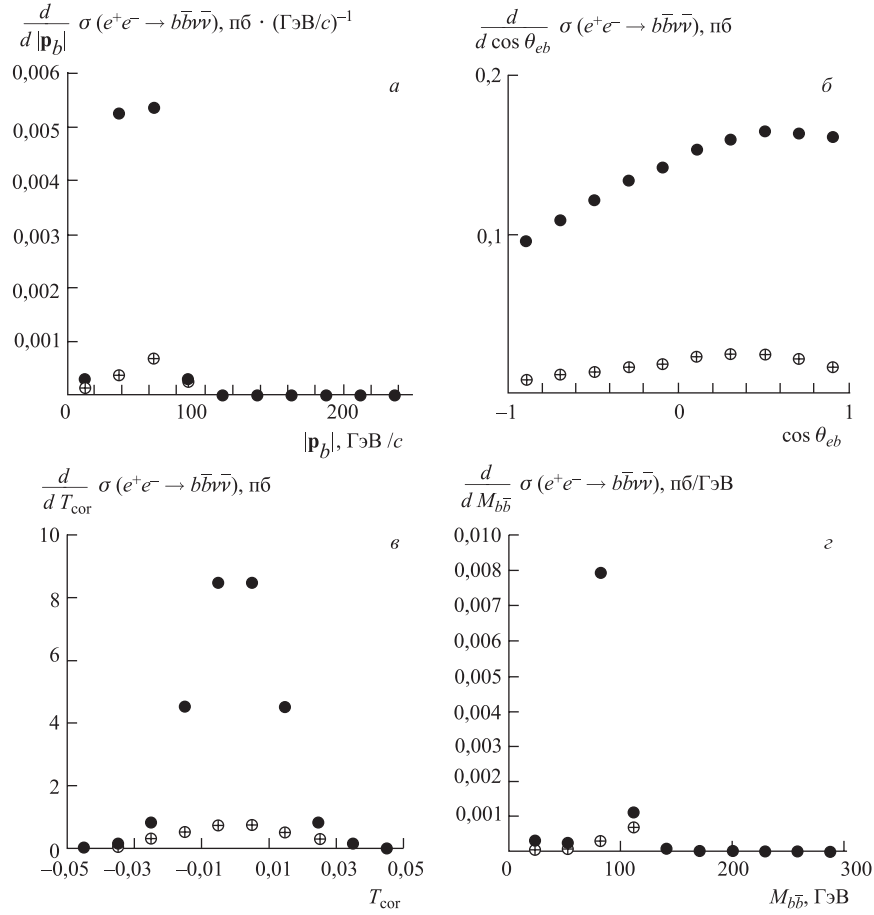 d/d |p_b| σ (e⁺e⁻ → bb̅νν̅), пб · (ГэВ/c)⁻¹
а
0,006
0,005
0,004
0,003
0,002
0,001
0 100 200
|p_b|, ГэВ /c
d/d cos θ_eb σ (e⁺e⁻ → bb̅νν̅), пб
б
0,2
0,1
−1 0 1
cos θ_eb
d/d T_cor σ (e⁺e⁻ → bb̅νν̅), пб
в
10
8
6
4
2
0
−0,05 −0,03 −0,01 0,01 0,03 0,05
T_cor
d/d M_bb̅ σ (e⁺e⁻ → bb̅νν̅), пб/ГэВ
г
0,010
0,008
0,007
0,006
0,005
0,004
0,003
0,002
0,001
0 100 200 300
M_bb̅, ГэВ